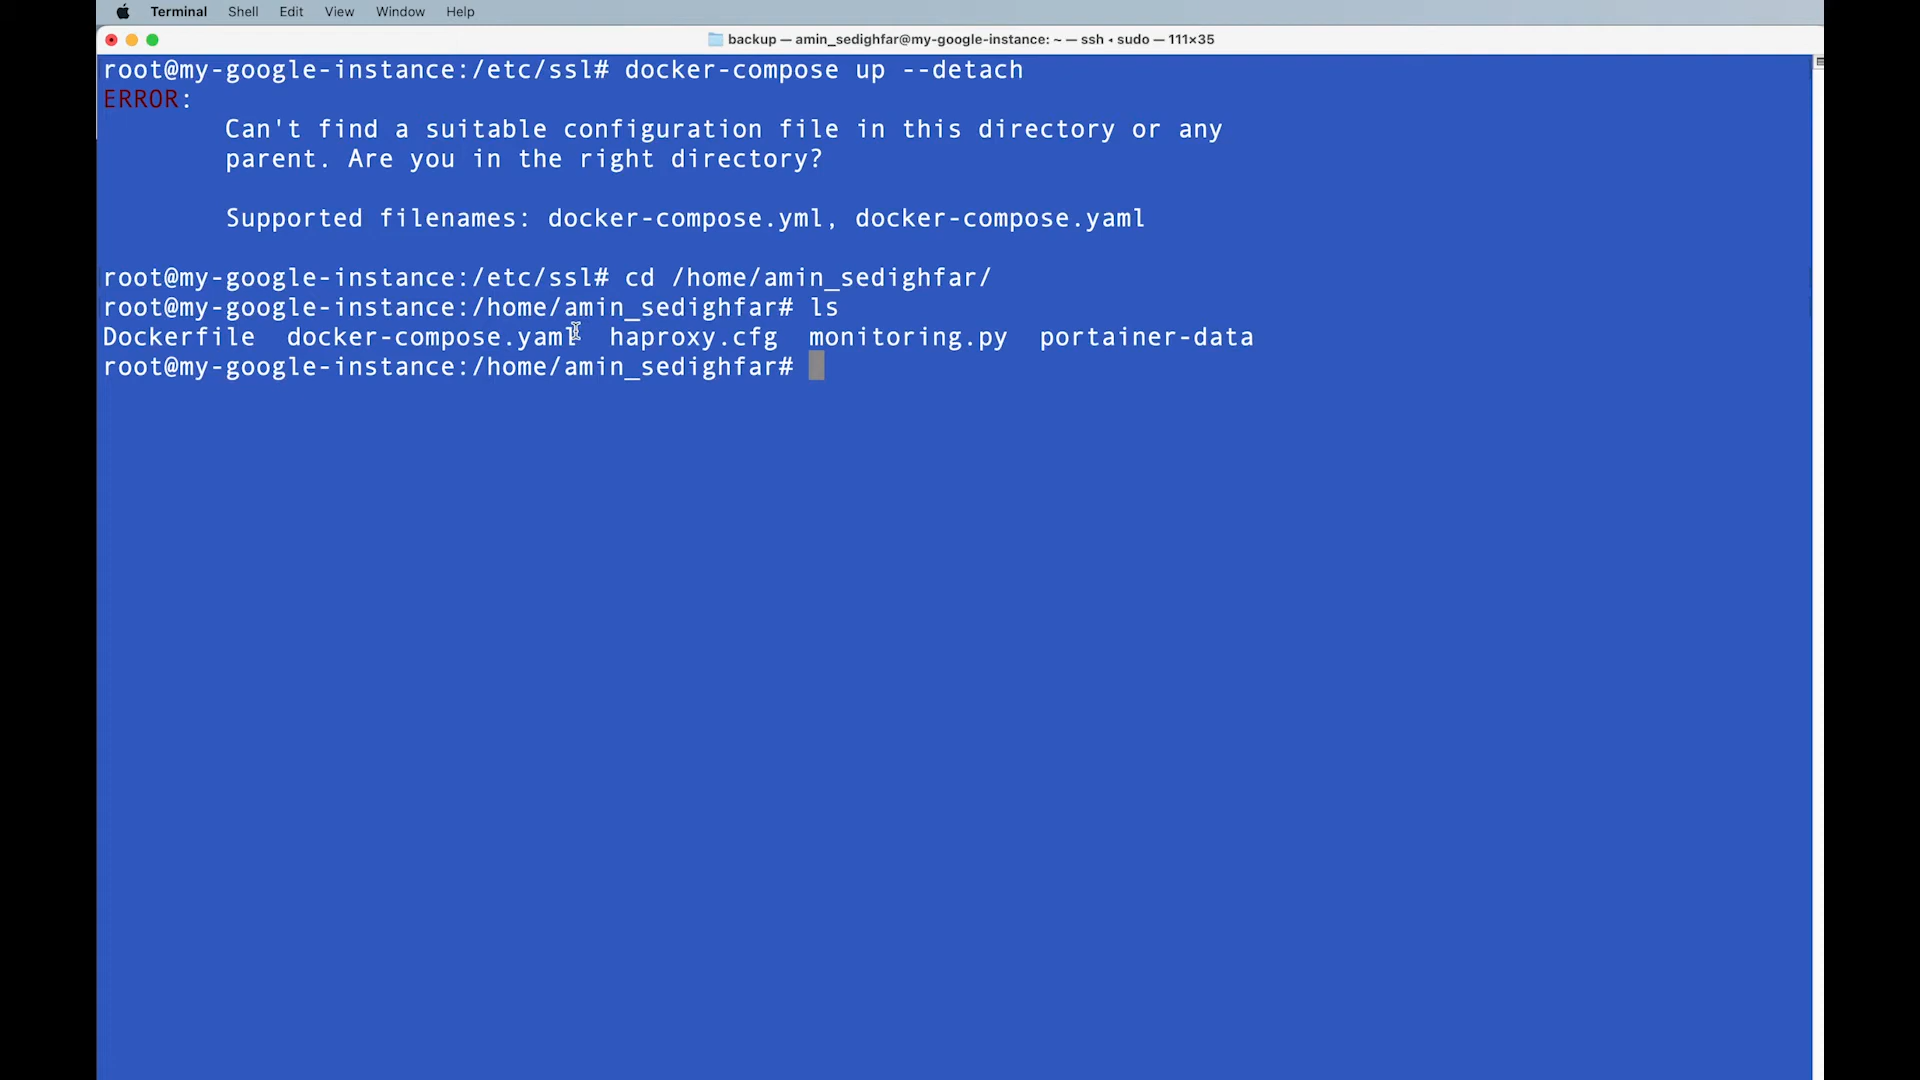 Terminal Shell Edit View Window Help
backup — amin_sedighfar@my-google-instance: ~ — ssh ◂ sudo — 111×35
root@my-google-instance:/etc/ssl# docker-compose up --detach
ERROR:
Can't find a suitable configuration file in this directory or any
parent. Are you in the right directory?
Supported filenames: docker-compose.yml, docker-compose.yaml
root@my-google-instance:/etc/ssl# cd /home/amin_sedighfar/
root@my-google-instance:/home/amin_sedighfar# ls
Dockerfile docker-compose.yaml haproxy.cfg monitoring.py portainer-data
root@my-google-instance:/home/amin_sedighfar#